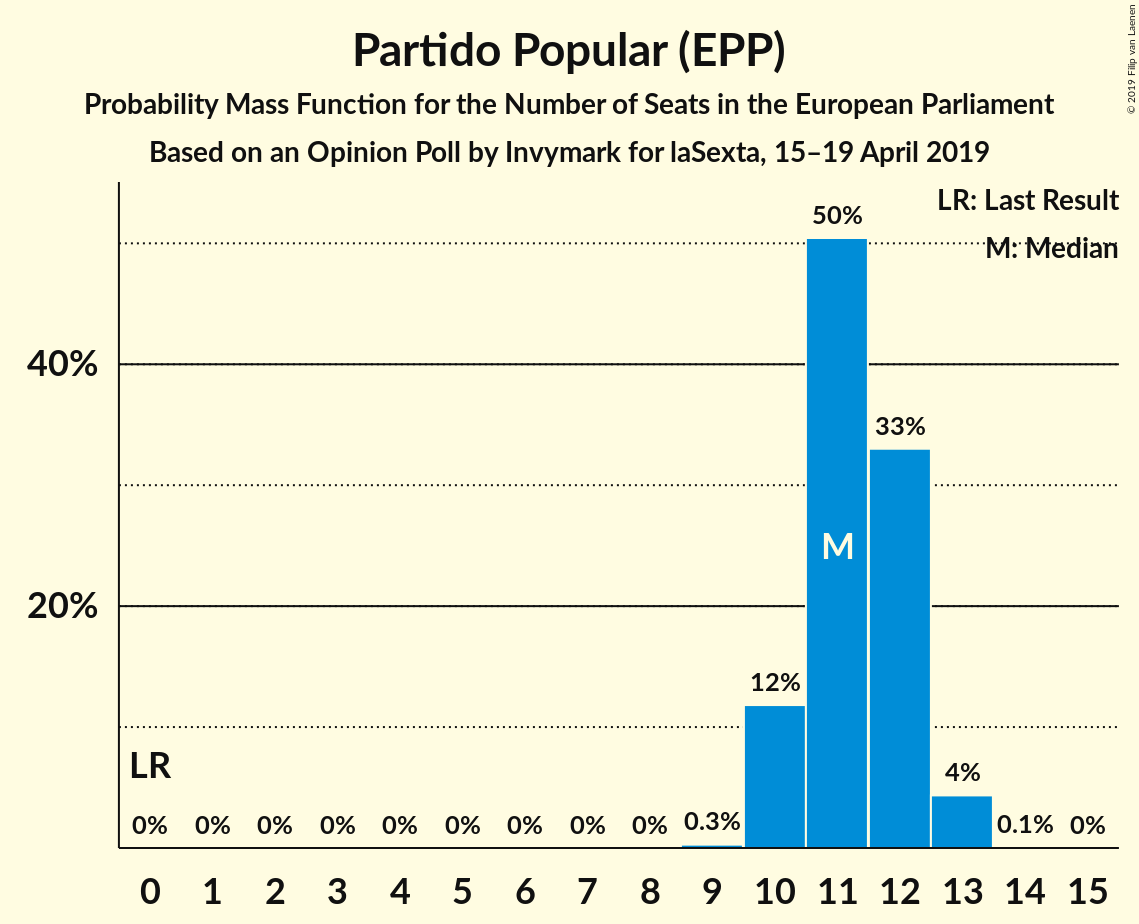 Partido Popular (EPP)
Probability Mass Function for the Number of Seats in the European Parliament
Based on an Opinion Poll by Invymark for laSexta, 15–19 April 2019
© 2019 Filip van Laenen
LR: Last Result
M: Median
50%
40%
33%
M
20%
12%
LR
4%
0% 0% 0% 0% 0% 0% 0% 0% 0% 0.3% 0.1% 0%
0 1 2 3 4 5 6 7 8 9 10 11 12 13 14 15